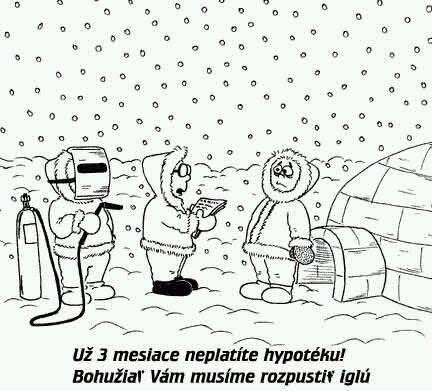 Už 3 mesiace neplatíte hypotéku!
Bohužiaľ Vám musíme rozpustiť iglú